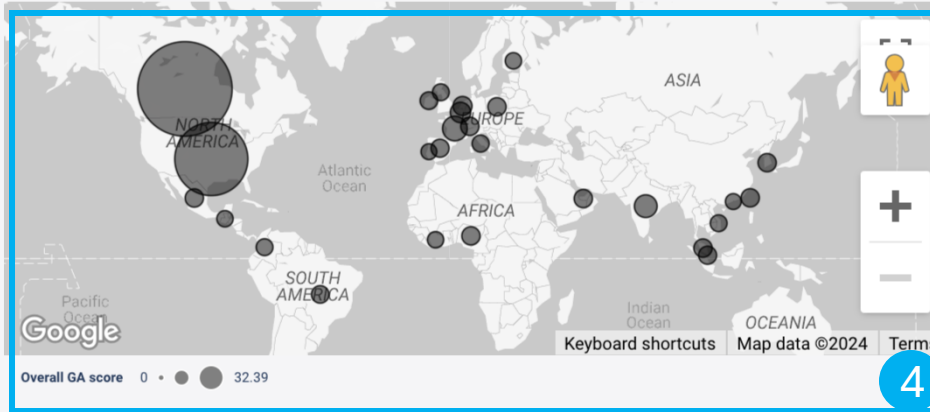 ASIA
NORTH
AMERICA
EUROPE
Atlantic
Ocean
AFRICA
SOUTH
AMERICA
Pacific
Ocean
Indian
Ocean
OCEANIA
Google
Keyboard shortcuts Map data ©2024 Terms
Overall GA score 0 32.39
4